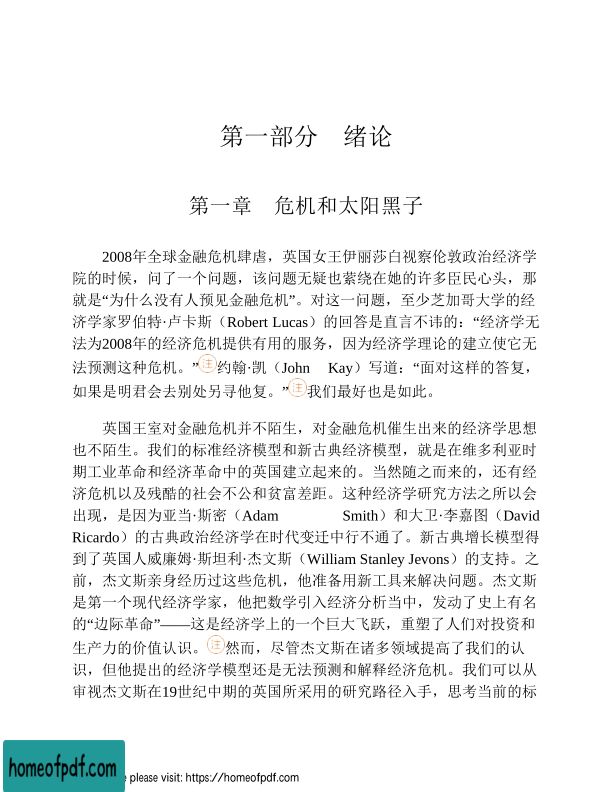 第一部分 绪论
第一章 危机和太阳黑子
2008年全球金融危机肆虐，英国女王伊丽莎白视察伦敦政治经济学
院的时候，问了一个问题，该问题无疑也萦绕在她的许多臣民心头，那
就是“为什么没有人预见金融危机”。对这一问题，至少芝加哥大学的经
济学家罗伯特·卢卡斯（Robert Lucas）的回答是直言不讳的：“经济学无
法为2008年的经济危机提供有用的服务，因为经济学理论的建立使它无
法预测这种危机。”注约翰·凯（John Kay）写道：“面对这样的答复，
如果是明君会去别处另寻他复。”注我们最好也是如此。
英国王室对金融危机并不陌生，对金融危机催生出来的经济学思想
也不陌生。我们的标准经济模型和新古典经济模型，就是在维多利亚时
期工业革命和经济革命中的英国建立起来的。当然随之而来的，还有经
济危机以及残酷的社会不公和贫富差距。这种经济学研究方法之所以会
出现，是因为亚当·斯密（Adam Smith）和大卫·李嘉图（David
Ricardo）的古典政治经济学在时代变迁中行不通了。新古典增长模型得
到了英国人威廉姆·斯坦利·杰文斯（William Stanley Jevons）的支持。之
前，杰文斯亲身经历过这些危机，他准备用新工具来解决问题。杰文斯
是第一个现代经济学家，他把数学引入经济分析当中，发动了史上有名
的“边际革命”——这是经济学上的一个巨大飞跃，重塑了人们对投资和
生产力的价值认识。注然而，尽管杰文斯在诸多领域提高了我们的认
识，但他提出的经济学模型还是无法预测和解释经济危机。我们可以从
审视杰文斯在19世纪中期的英国所采用的研究路径入手，思考当前的标
homeofpdf.com
please visit: https://homeofpdf.com